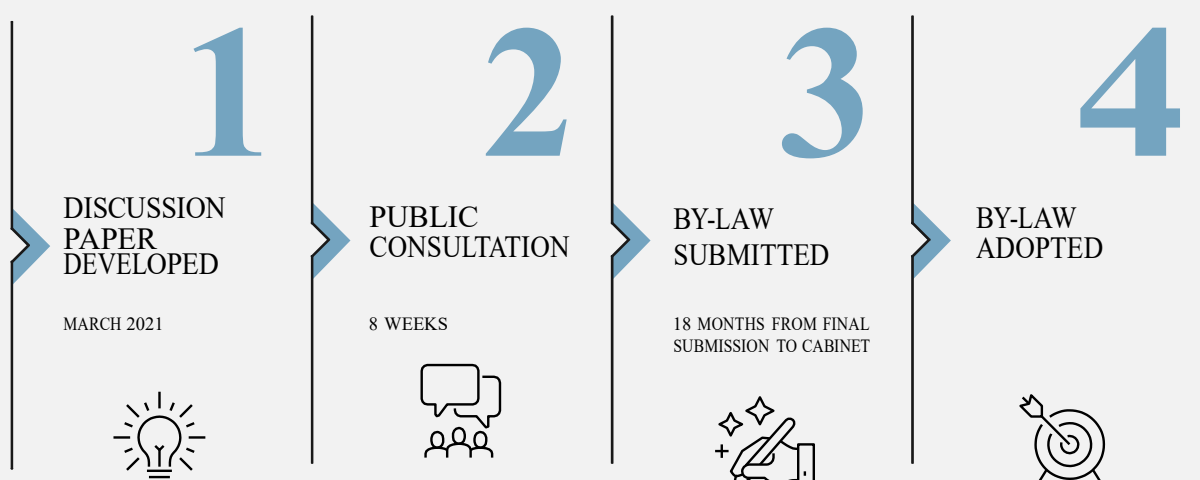 1
DISCUSSION
PAPER
DEVELOPED
MARCH 2021
2
PUBLIC
CONSULTATION
8 WEEKS
3
BY-LAW
SUBMITTED
18 MONTHS FROM FINAL
SUBMISSION TO CABINET
4
BY-LAW
ADOPTED